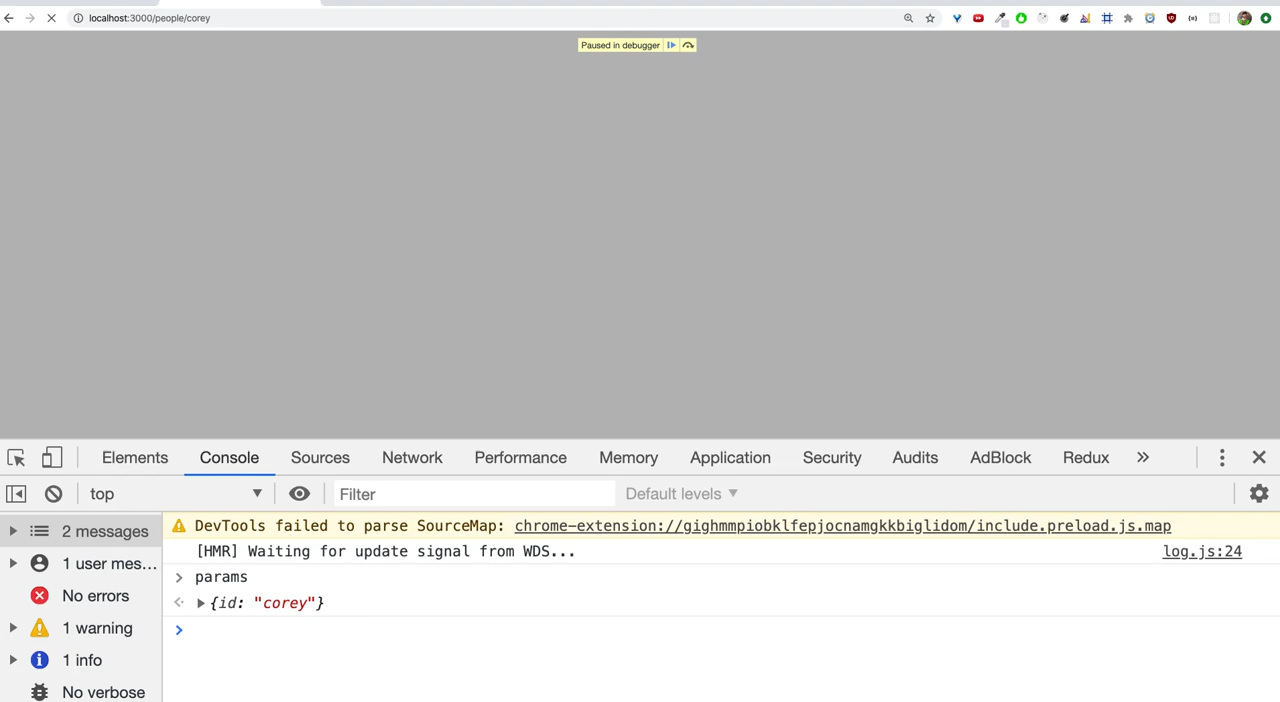 localhost:3000/people/corey
Paused in debugger
Elements Console Sources Network Performance Memory Application Security Audits AdBlock Redux »
top ▼ Filter Default levels ▼
2 messages
1 user mes...
No errors
1 warning
1 info
No verbose
DevTools failed to parse SourceMap: chrome-extension://gighmmpiobklfepjocnamgkkbiglidom/include.preload.js.map
[HMR] Waiting for update signal from WDS... log.js:24
> params
{id: "corey"}
>